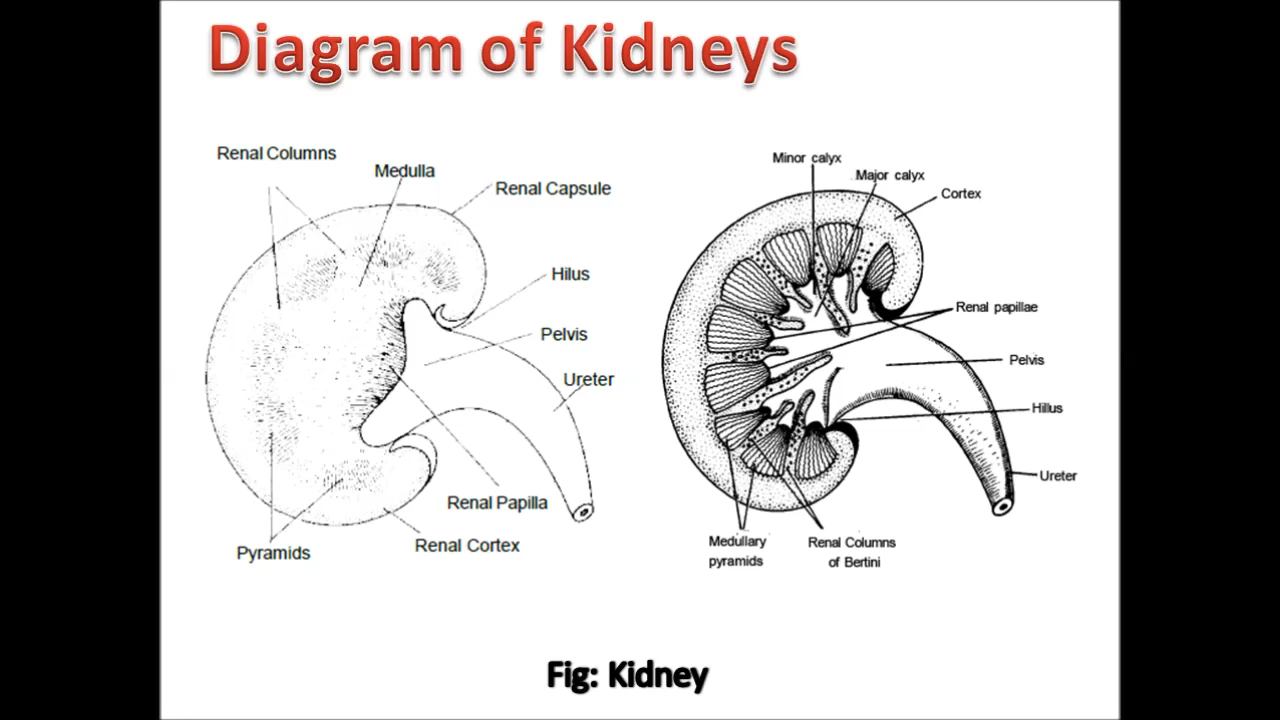 Diagram of Kidneys
Renal Columns
Medulla
Renal Capsule
Hilus
Pelvis
Ureter
Renal Papilla
Renal Cortex
Pyramids
Minor calyx
Major calyx
Cortex
Renal papillae
Pelvis
Hillus
Ureter
Medullary
pyramids
Renal Columns
of Bertini
Fig: Kidney